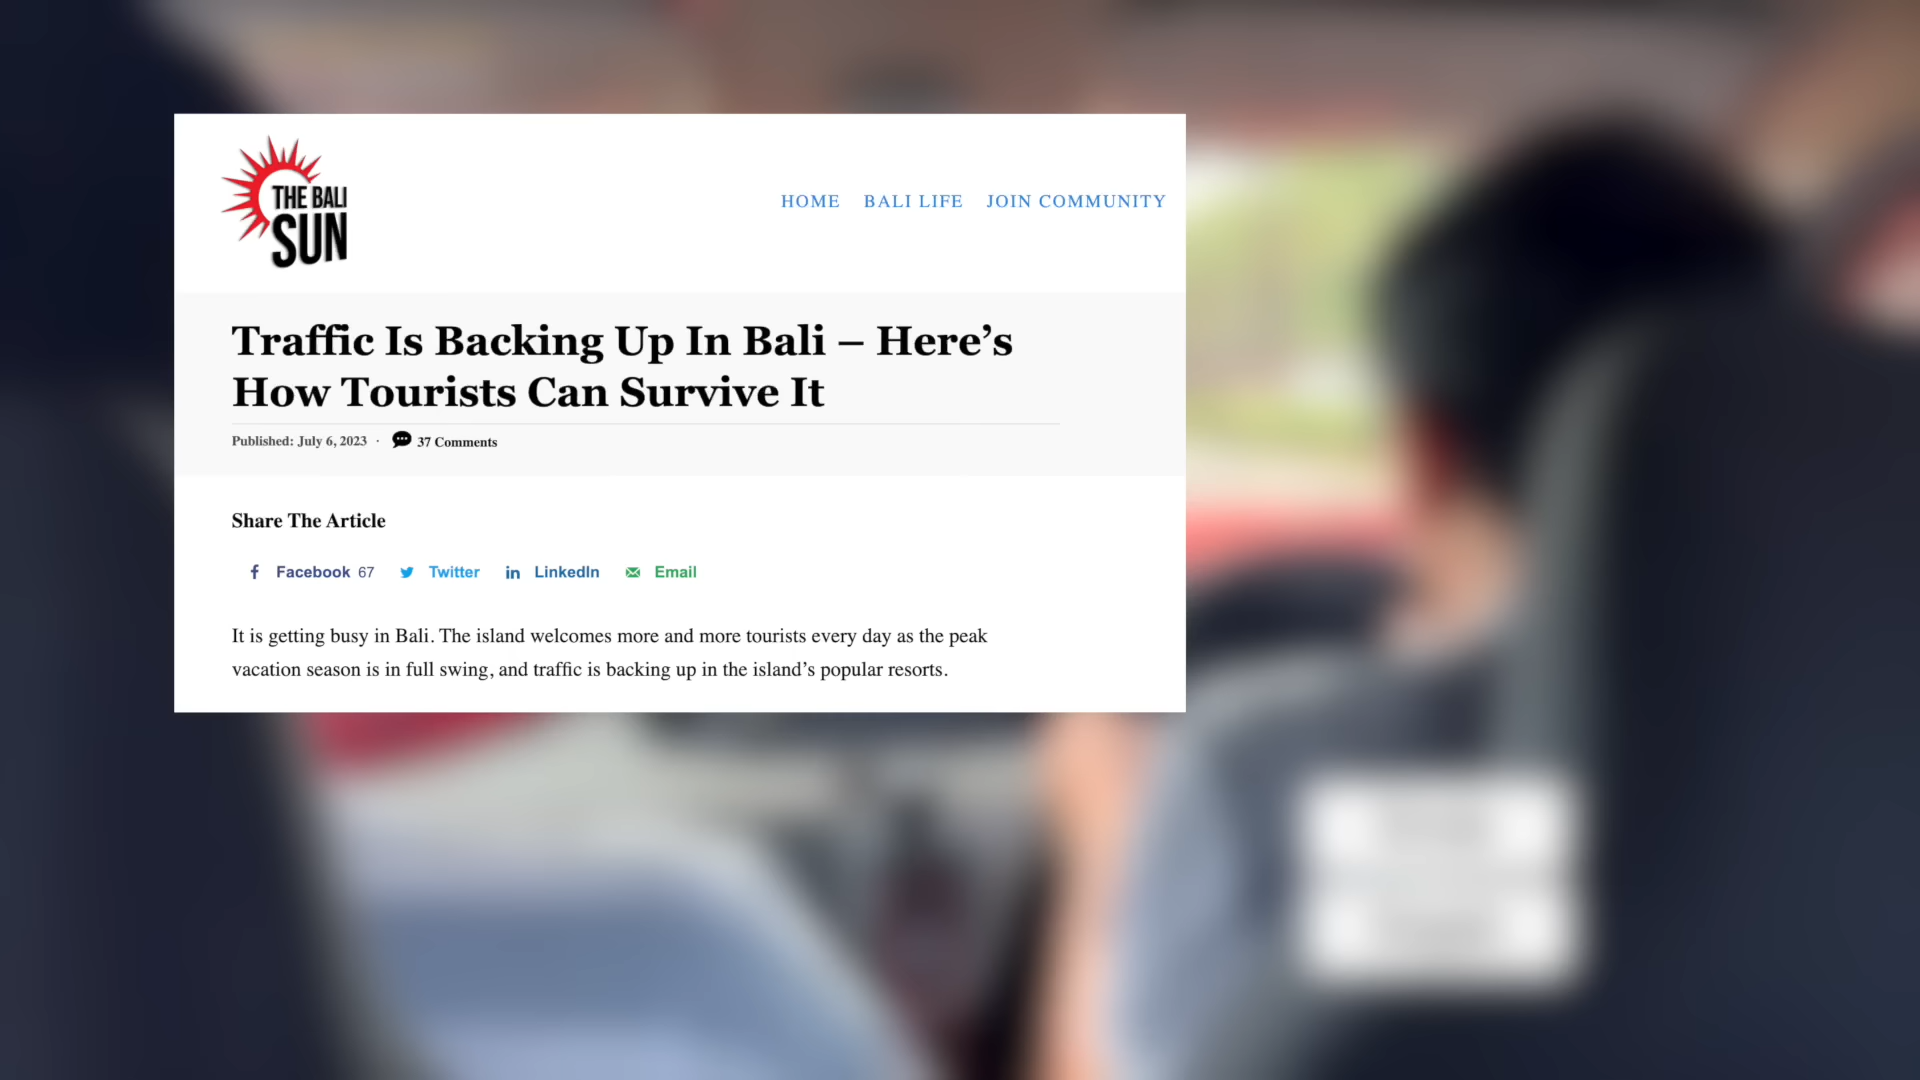 THE BALI
SUN
HOME BALI LIFE JOIN COMMUNITY
Traffic Is Backing Up In Bali – Here’s
How Tourists Can Survive It
Published: July 6, 2023 · 37 Comments
Share The Article
Facebook 67 Twitter LinkedIn Email
It is getting busy in Bali. The island welcomes more and more tourists every day as the peak
vacation season is in full swing, and traffic is backing up in the island’s popular resorts.